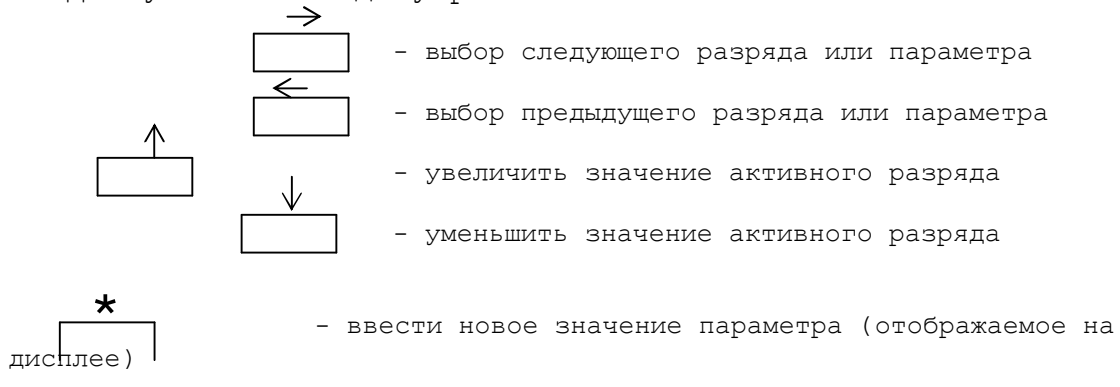 - выбор следующего разряда или параметра
- выбор предыдущего разряда или параметра
- увеличить значение активного разряда
- уменьшить значение активного разряда
*
- ввести новое значение параметра (отображаемое на
дисплее)